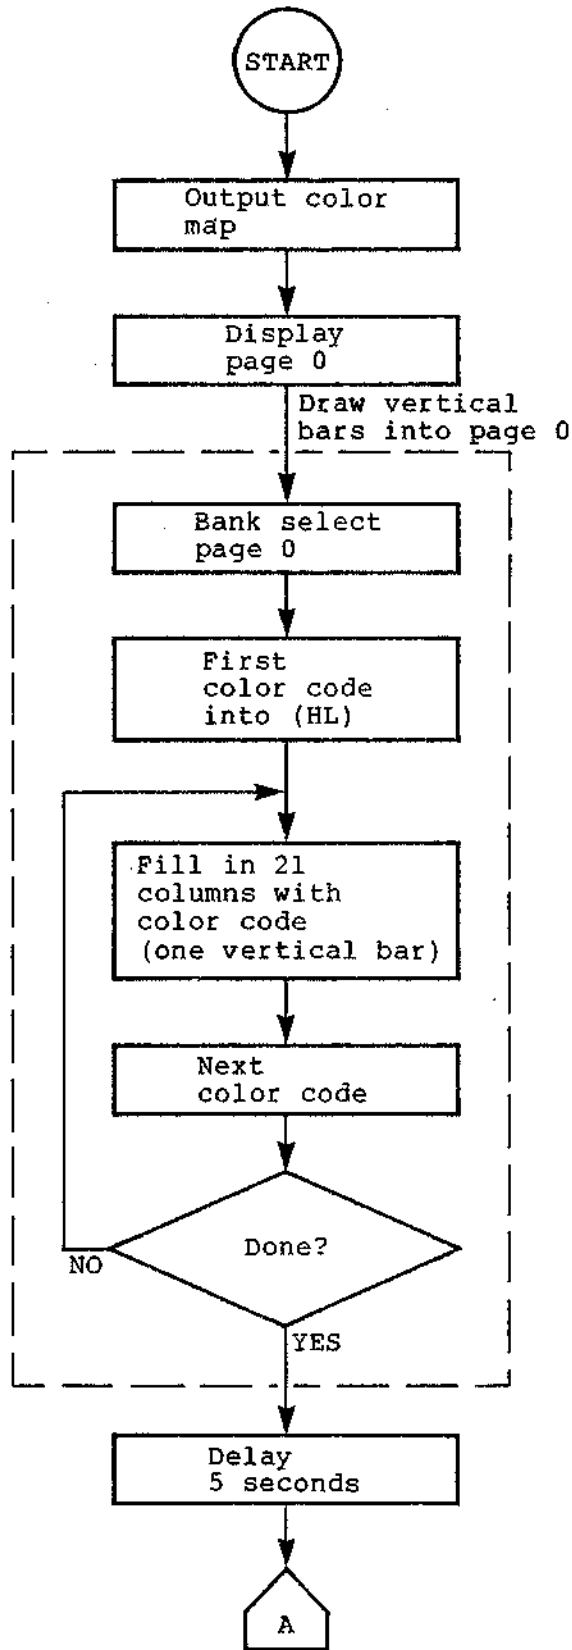 START
Output color
map
Display
page 0
Draw vertical
bars into page 0
Bank select
page 0
First
color code
into (HL)
Fill in 21
columns with
color code
(one vertical bar)
Next
color code
Done?
NO
YES
Delay
5 seconds
A